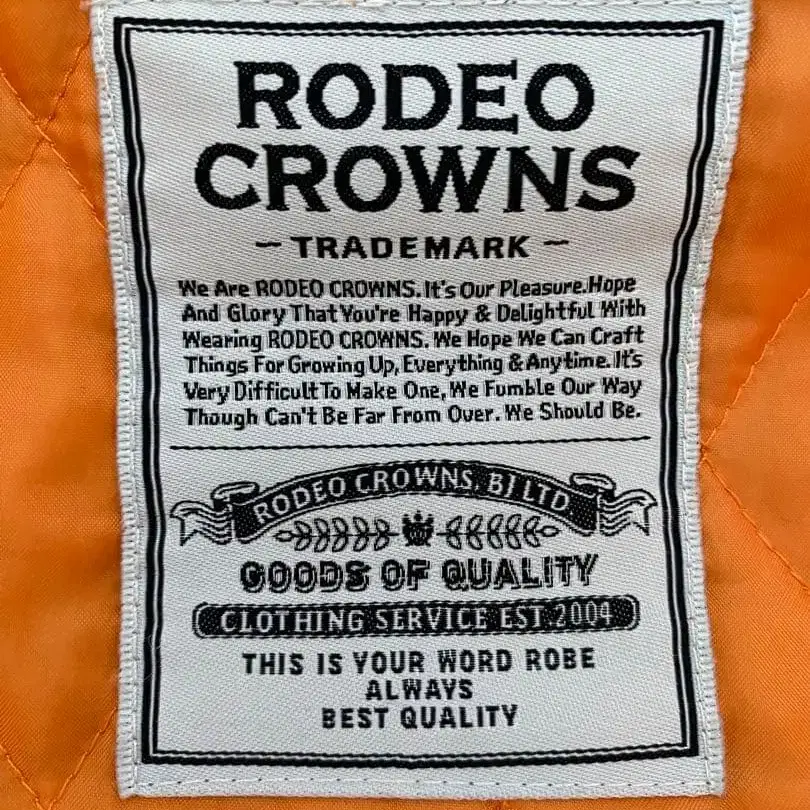 RODEO
CROWNS
– TRADEMARK –
We Are RODEO CROWNS. It's Our Pleasure.Hope
And Glory That You're Happy & Delightful With
Wearing RODEO CROWNS. We Hope We Can Craft
Things For Growing Up, Everything & Anytime. It's
Very Difficult To Make One, We Fumble Our Way
Though Can't Be Far From Over. We Should Be.
RODEO CROWNS, BJ LTD.
GOODS OF QUALITY
CLOTHING SERVICE EST 2004
THIS IS YOUR WORD ROBE
ALWAYS
BEST QUALITY